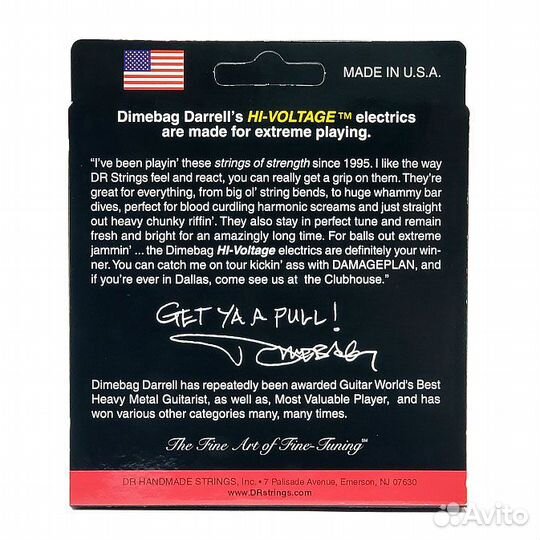 MADE IN U.S.A.
Dimebag Darrell's HI-VOLTAGE™ electrics
are made for extreme playing.
"I've been playin' these strings of strength since 1995. I like the way
DR Strings feel and react, you can really get a grip on them. They're
great for everything, from big ol' string bends, to huge whammy bar
dives, perfect for blood curdling harmonic screams and just straight
out heavy chunky riffin'. They also stay in perfect tune and remain
fresh and bright for an amazingly long time. For balls out extreme
jammin' ... the Dimebag HI-Voltage electrics are definitely your win-
ner. You can catch me on tour kickin' ass with DAMAGEPLAN, and
if you're ever in Dallas, come see us at the Clubhouse."
GET YA A PULL!
DIMEBAG
Dimebag Darrell has repeatedly been awarded Guitar World's Best
Heavy Metal Guitarist, as well as, Most Valuable Player, and has
won various other categories many, many times.
The Fine Art of Fine-Tuning℠
DR HANDMADE STRINGS, Inc. • 7 Palisade Avenue, Emerson, NJ 07630
www.DRstrings.com
Avito